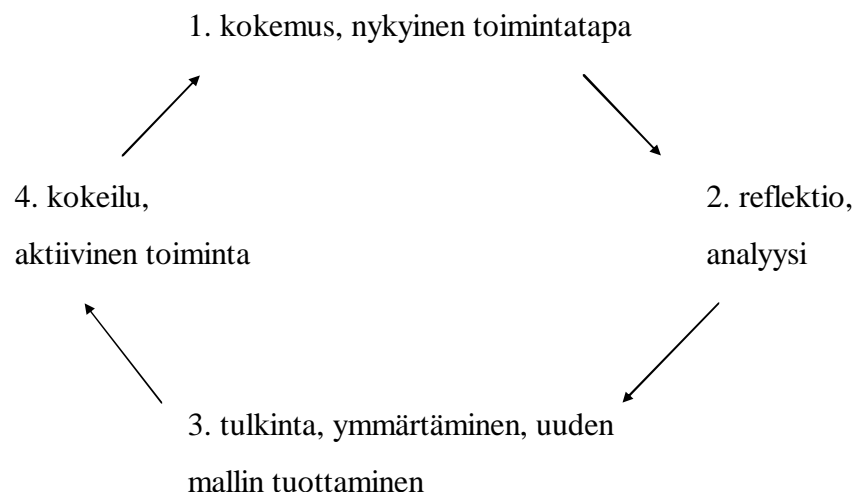 1. kokemus, nykyinen toimintatapa
4. kokeilu,
aktiivinen toiminta
2. reflektio,
analyysi
3. tulkinta, ymmärtäminen, uuden
mallin tuottaminen